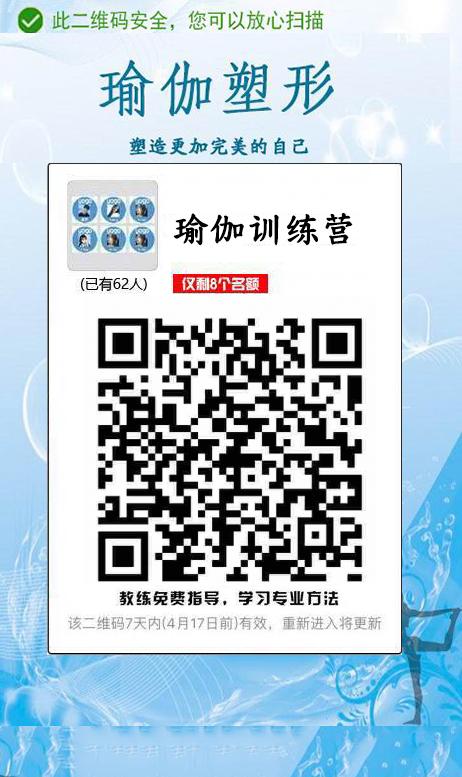 此二维码安全，您可以放心扫描
瑜伽塑形
塑造更加完美的自己
瑜伽训练营
(已有62人)
仅剩8个名额
教练免费指导，学习专业方法
该二维码7天内(4月17日前)有效，重新进入将更新